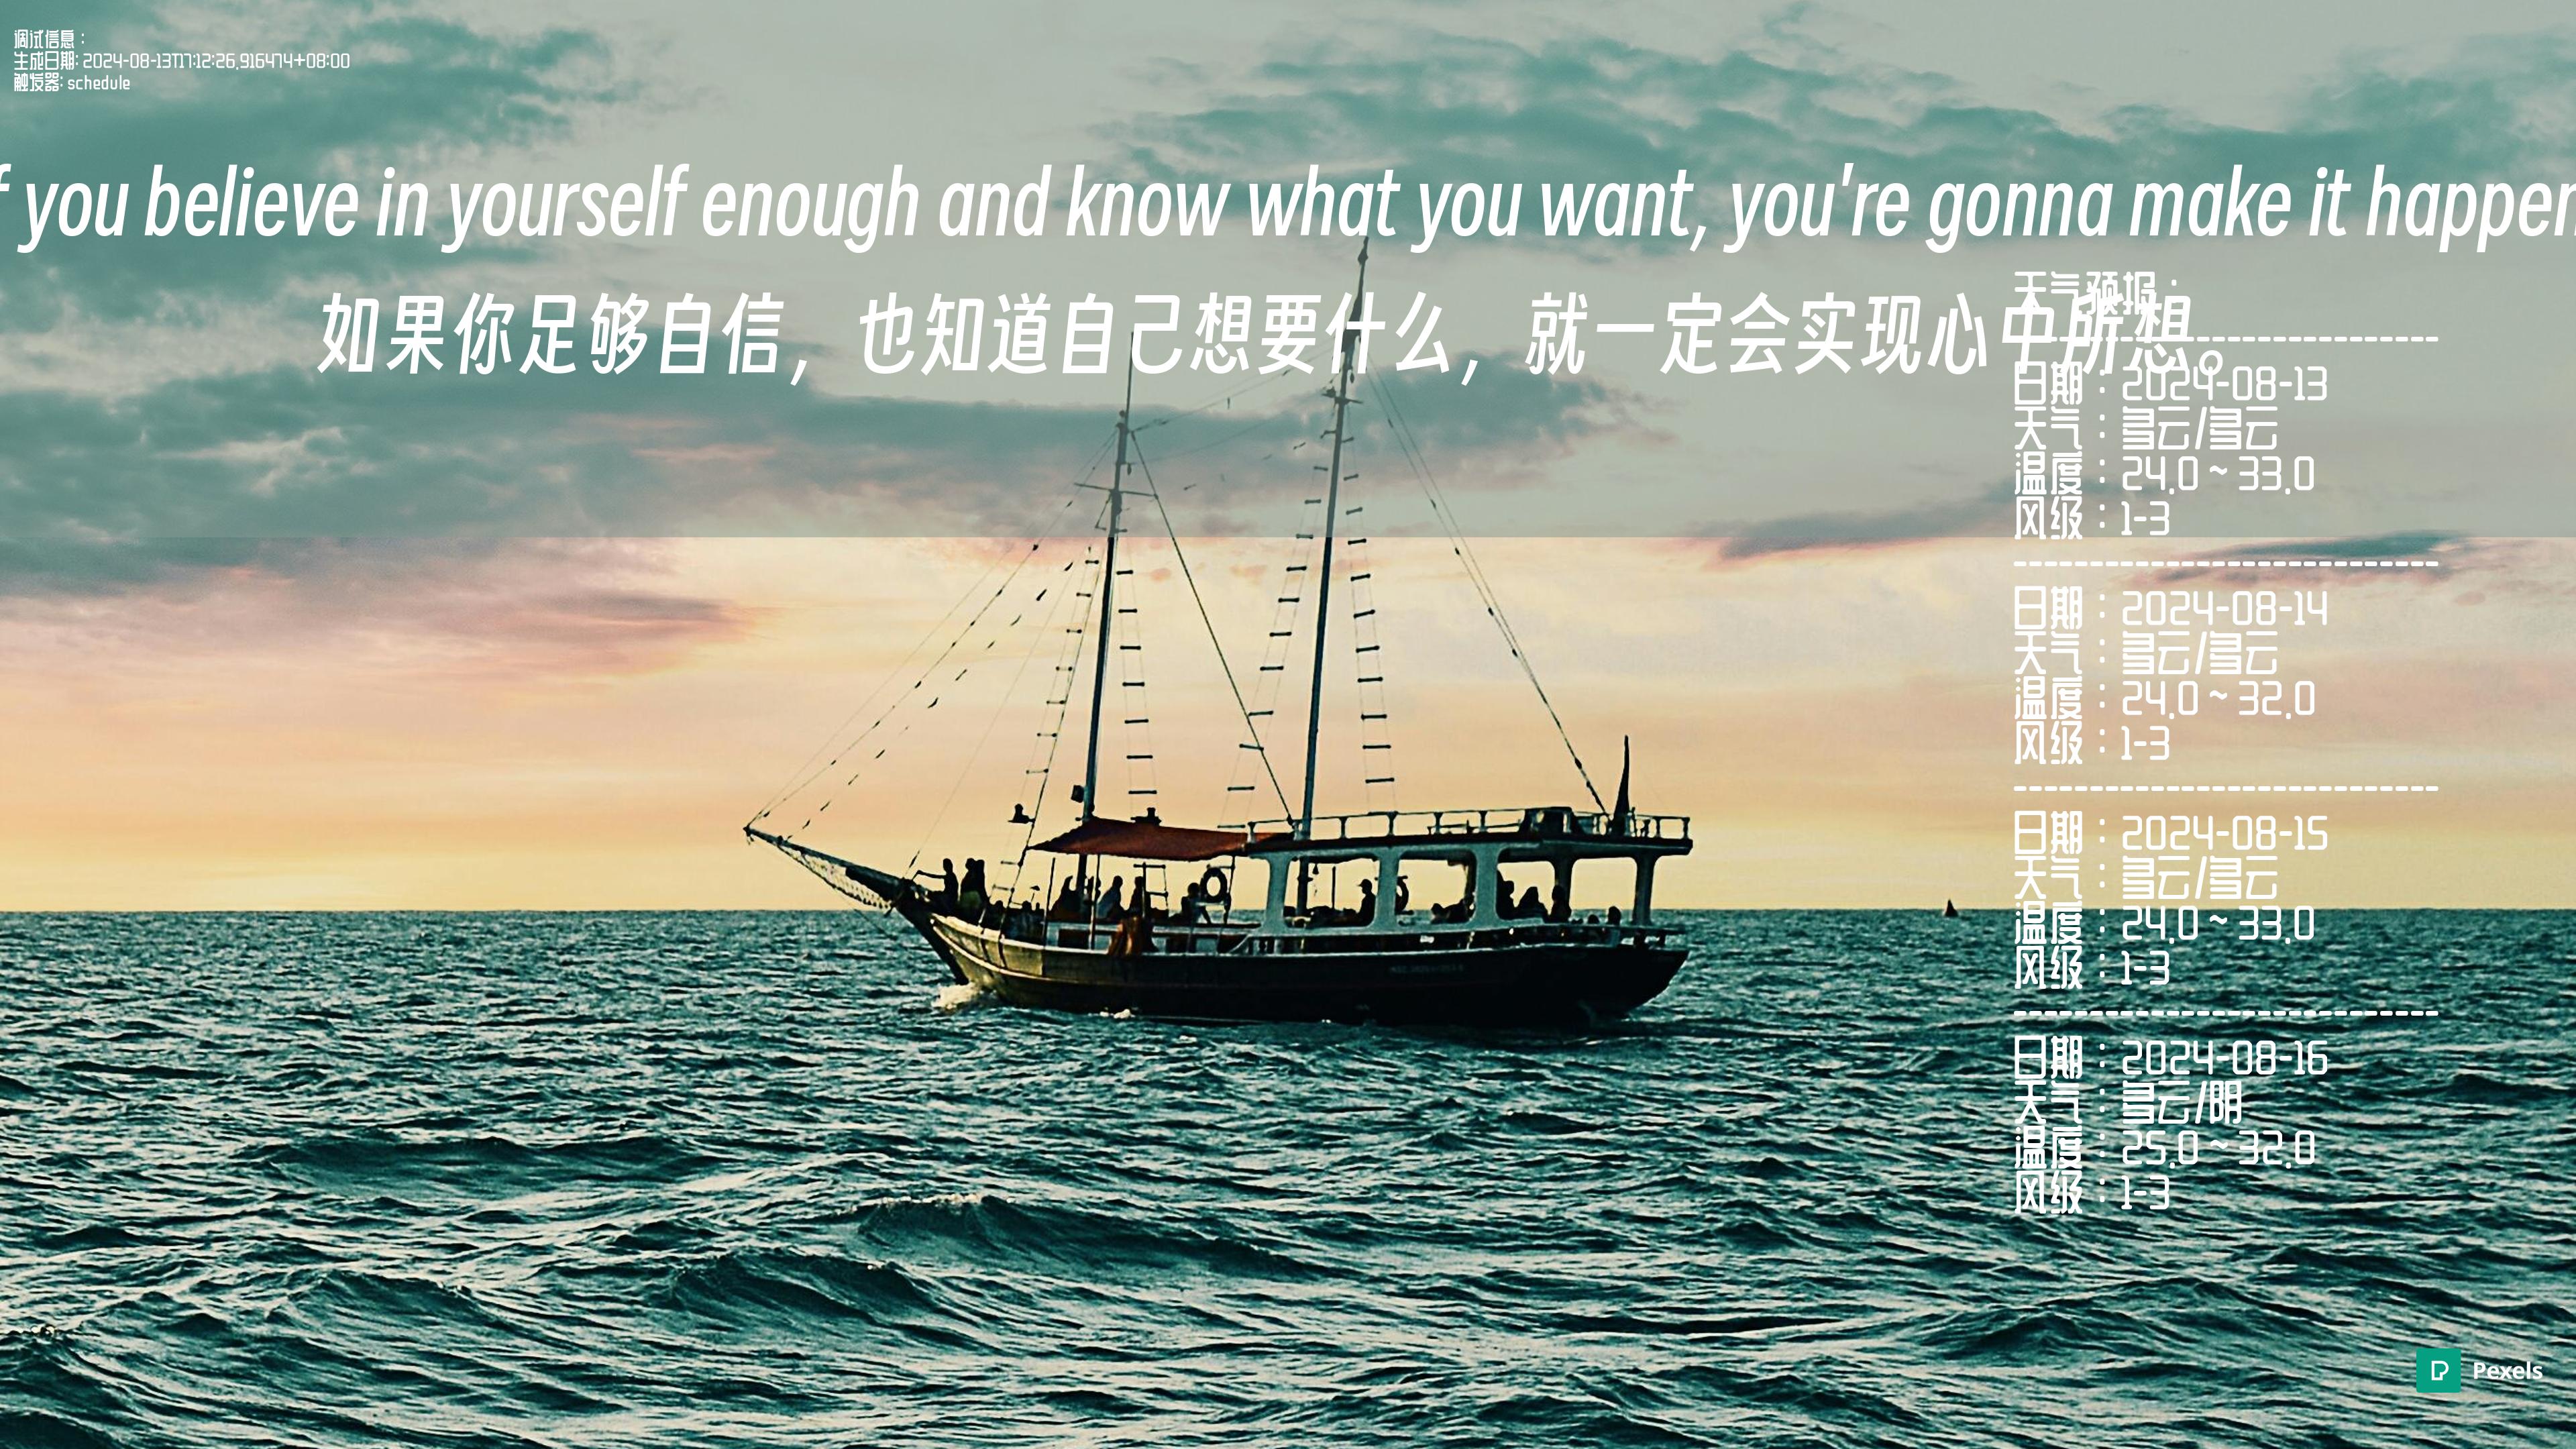 调试信息：
生成日期: 2024-08-13T17:12:26.916474+08:00
触发器: schedule
f you believe in yourself enough and know what you want, you're gonna make it happen
如果你足够自信，也知道自己想要什么，就一定会实现心中所想。
天气预报：
----------------------------
日期：2024-08-13
天气：多云/多云
温度：24.0 ~ 33.0
风级：1-3
----------------------------
日期：2024-08-14
天气：多云/多云
温度：24.0 ~ 32.0
风级：1-3
----------------------------
日期：2024-08-15
天气：多云/多云
温度：24.0 ~ 33.0
风级：1-3
----------------------------
日期：2024-08-16
天气：多云/阴
温度：25.0 ~ 32.0
风级：1-3
Pexels